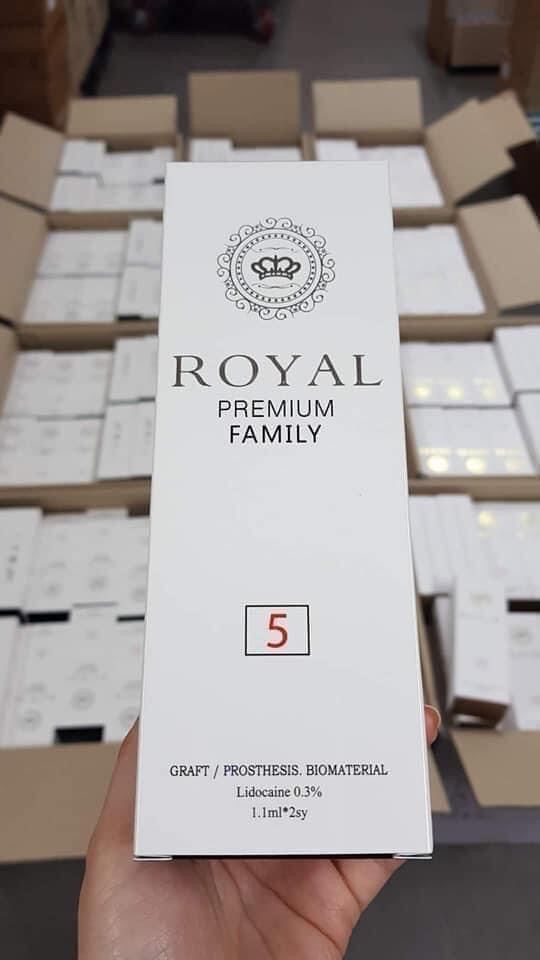 ROYAL
PREMIUM
FAMILY
5
GRAFT / PROSTHESIS. BIOMATERIAL
Lidocaine 0.3%
1.1ml*2sy